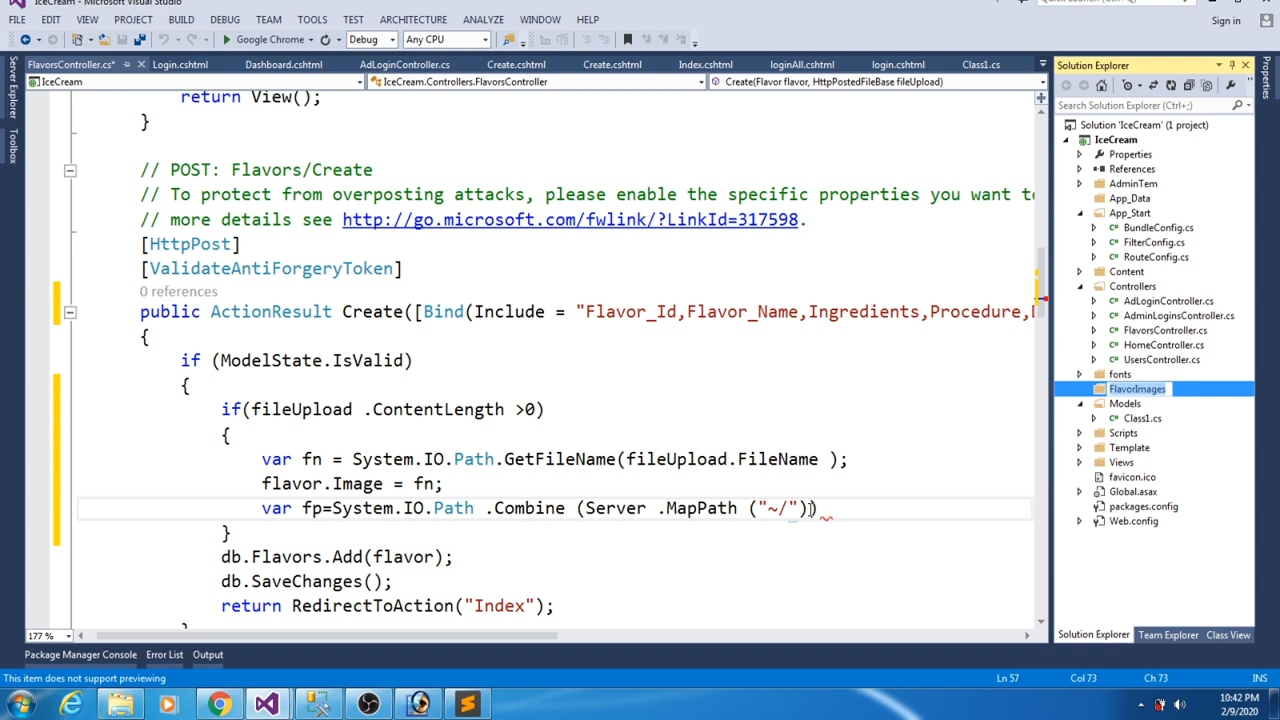 IceCream - Microsoft Visual Studio
FILE EDIT VIEW PROJECT BUILD DEBUG TEAM TOOLS TEST ARCHITECTURE ANALYZE WINDOW HELP Sign in
Google Chrome Debug Any CPU
FlavorsController.cs* Login.cshtml Dashboard.cshtml AdLoginController.cs Create.cshtml Create.cshtml Index.cshtml loginAll.cshtml login.cshtml Class1.cs
IceCream IceCream.Controllers.FlavorsController Create(Flavor flavor, HttpPostedFileBase fileUpload)
Server Explorer
Toolbox
return View();
}
// POST: Flavors/Create
// To protect from overposting attacks, please enable the specific properties you want to
// more details see http://go.microsoft.com/fwlink/?LinkId=317598.
[HttpPost]
[ValidateAntiForgeryToken]
0 references
public ActionResult Create([Bind(Include = "Flavor_Id,Flavor_Name,Ingredients,Procedure,
{
if (ModelState.IsValid)
{
if(fileUpload .ContentLength >0)
{
var fn = System.IO.Path.GetFileName(fileUpload.FileName );
flavor.Image = fn;
var fp=System.IO.Path .Combine (Server .MapPath ("~/"))
}
db.Flavors.Add(flavor);
db.SaveChanges();
return RedirectToAction("Index");
177 %
Solution Explorer
Search Solution Explorer (Ctrl+;)
Solution 'IceCream' (1 project)
IceCream
Properties
References
AdminTem
App_Data
App_Start
BundleConfig.cs
FilterConfig.cs
RouteConfig.cs
Content
Controllers
AdLoginController.cs
AdminLoginsController.cs
FlavorsController.cs
HomeController.cs
UsersController.cs
fonts
FlavorImages
Models
Class1.cs
Scripts
Template
Views
favicon.ico
Global.asax
packages.config
Web.config
Solution Explorer Team Explorer Class View
Properties
Package Manager Console Error List Output
This item does not support previewing Ln 57 Col 73 Ch 73 INS
10:42 PM
2/9/2020